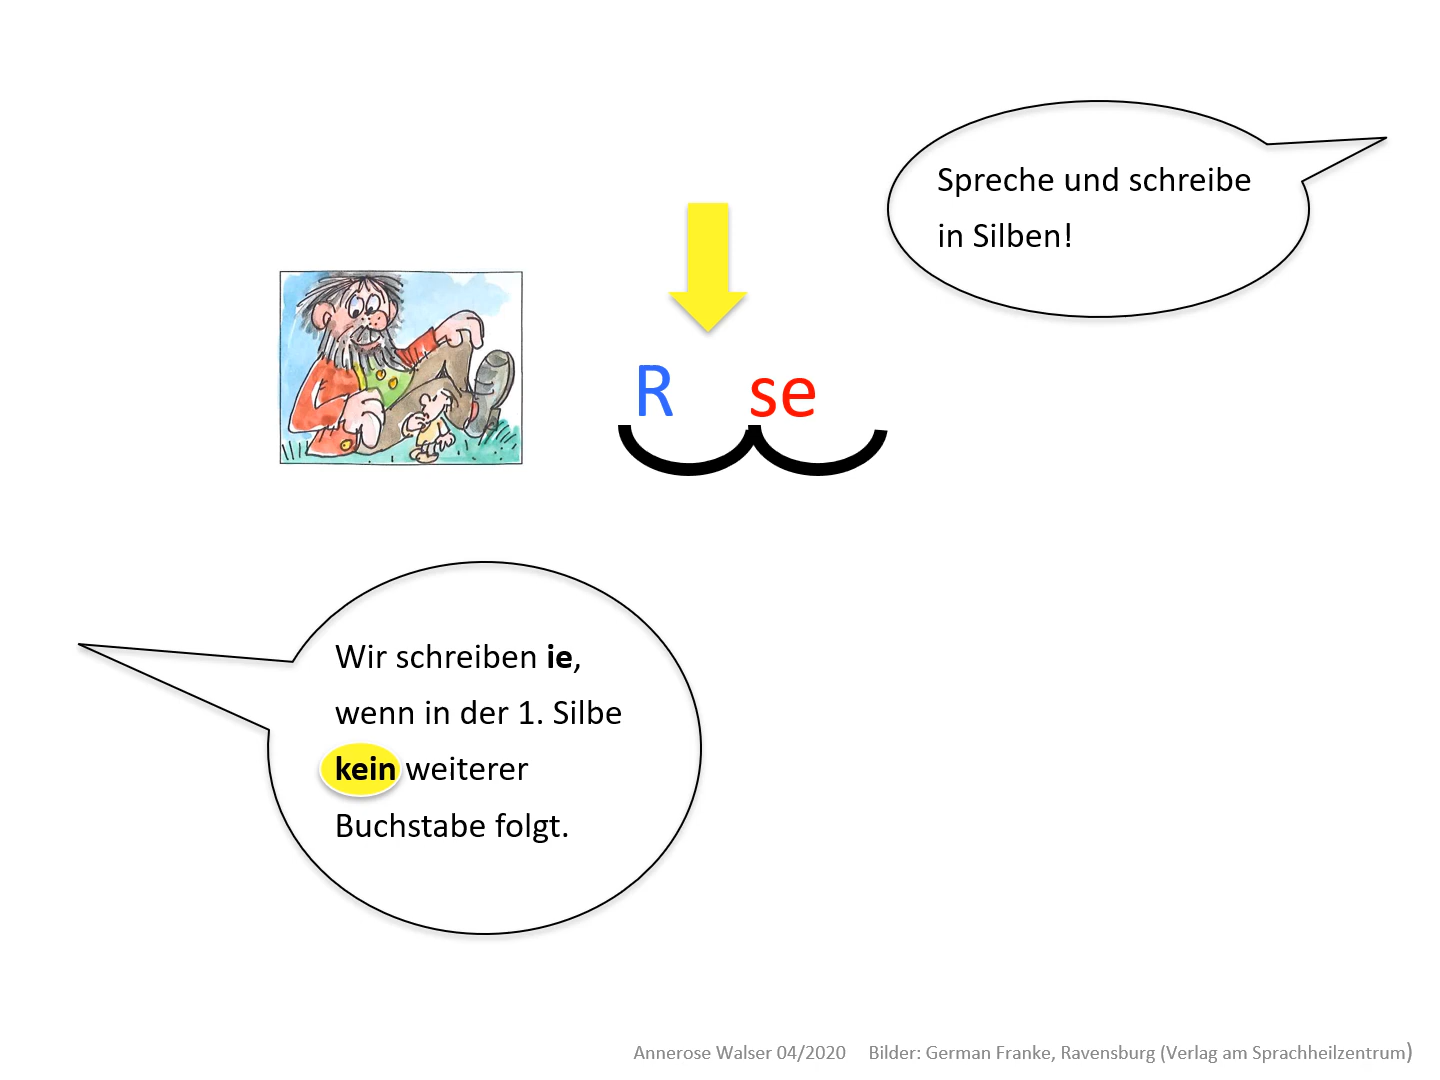 Spreche und schreibe
in Silben!
R se
Wir schreiben ie,
wenn in der 1. Silbe
kein weiterer
Buchstabe folgt.
Annerose Walser 04/2020 Bilder: German Franke, Ravensburg (Verlag am Sprachheilzentrum)